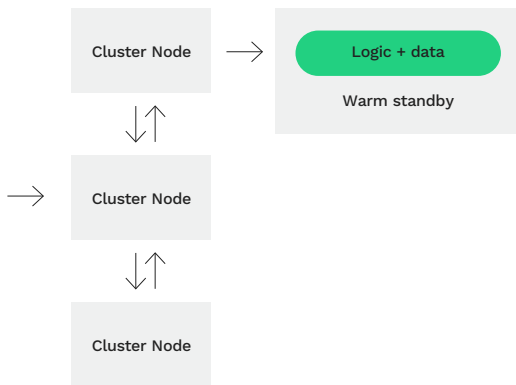 Cluster Node
Logic + data
Warm standby
Cluster Node
Cluster Node